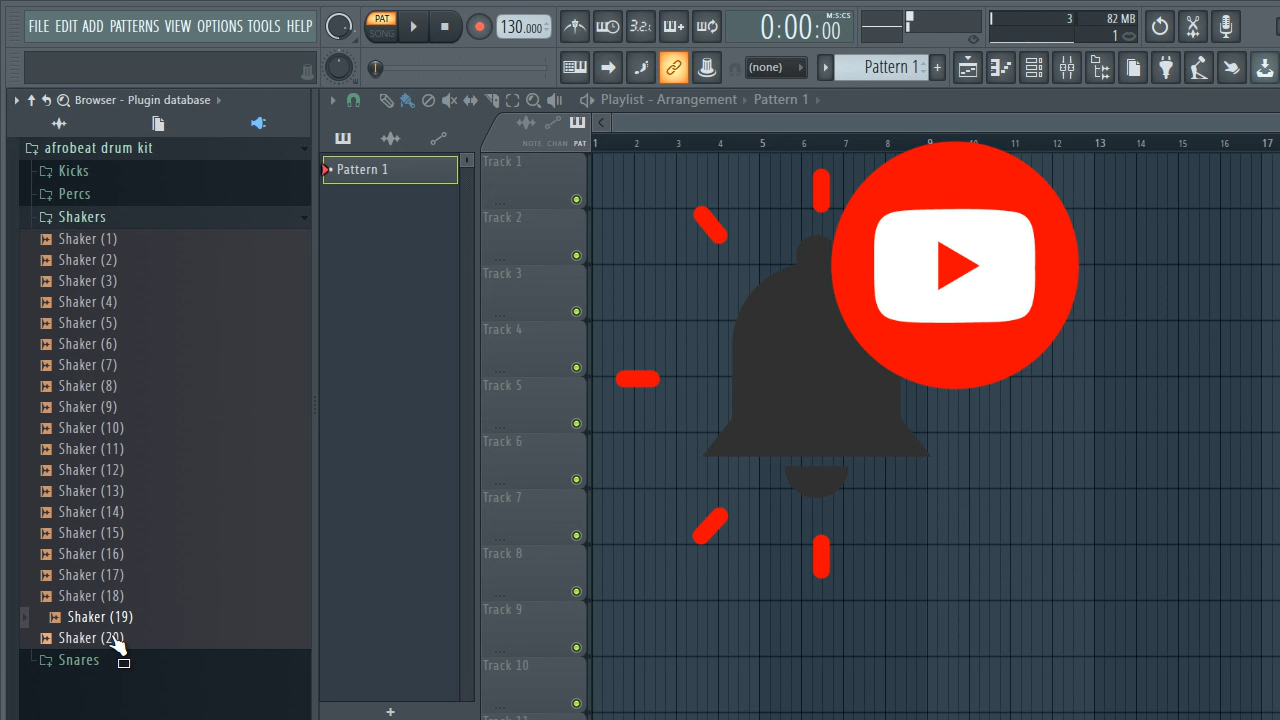 FILE EDIT ADD PATTERNS VIEW OPTIONS TOOLS HELP
PAT
SONG
130.000
3.2:
0:00:00
M:S:CS
3
82 MB
1
(none)
Pattern 1
+
Browser - Plugin database
Playlist - Arrangement
Pattern 1
afrobeat drum kit
Kicks
Percs
Shakers
Shaker (1)
Shaker (2)
Shaker (3)
Shaker (4)
Shaker (5)
Shaker (6)
Shaker (7)
Shaker (8)
Shaker (9)
Shaker (10)
Shaker (11)
Shaker (12)
Shaker (13)
Shaker (14)
Shaker (15)
Shaker (16)
Shaker (17)
Shaker (18)
Shaker (19)
Shaker (20)
Snares
Pattern 1
+
NOTE CHAN PAT
1 2 3 4 5 6 7 8 9 10 11 12 13 14 15 16 17
Track 1
Track 2
Track 3
Track 4
Track 5
Track 6
Track 7
Track 8
Track 9
Track 10